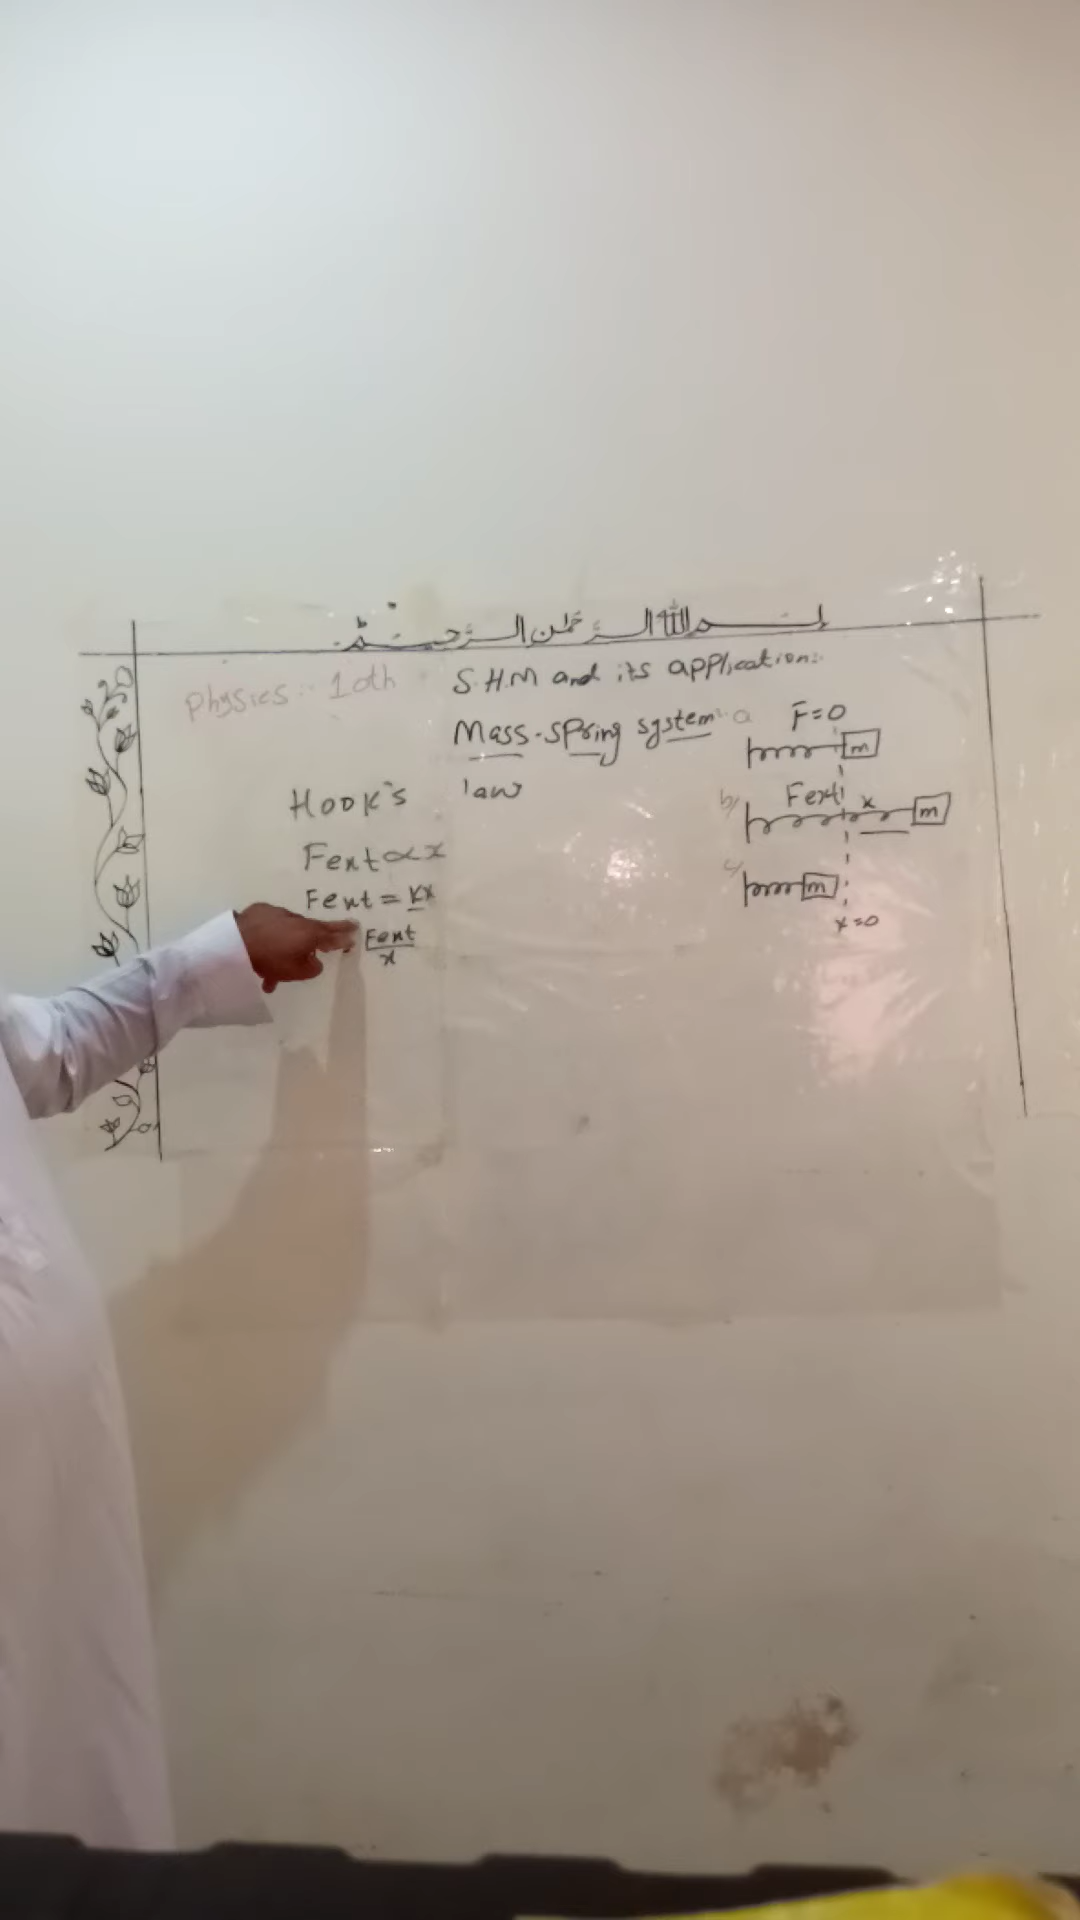 بسم الله الرحمن الرحيم
Physics: 10th
S.H.M and its application:
Mass-spring system
a
F=0
m
Hook's law
b/
Fext
x
m
Fext ∝ x
c/
m
Fext = kx
x=0
Fext
x